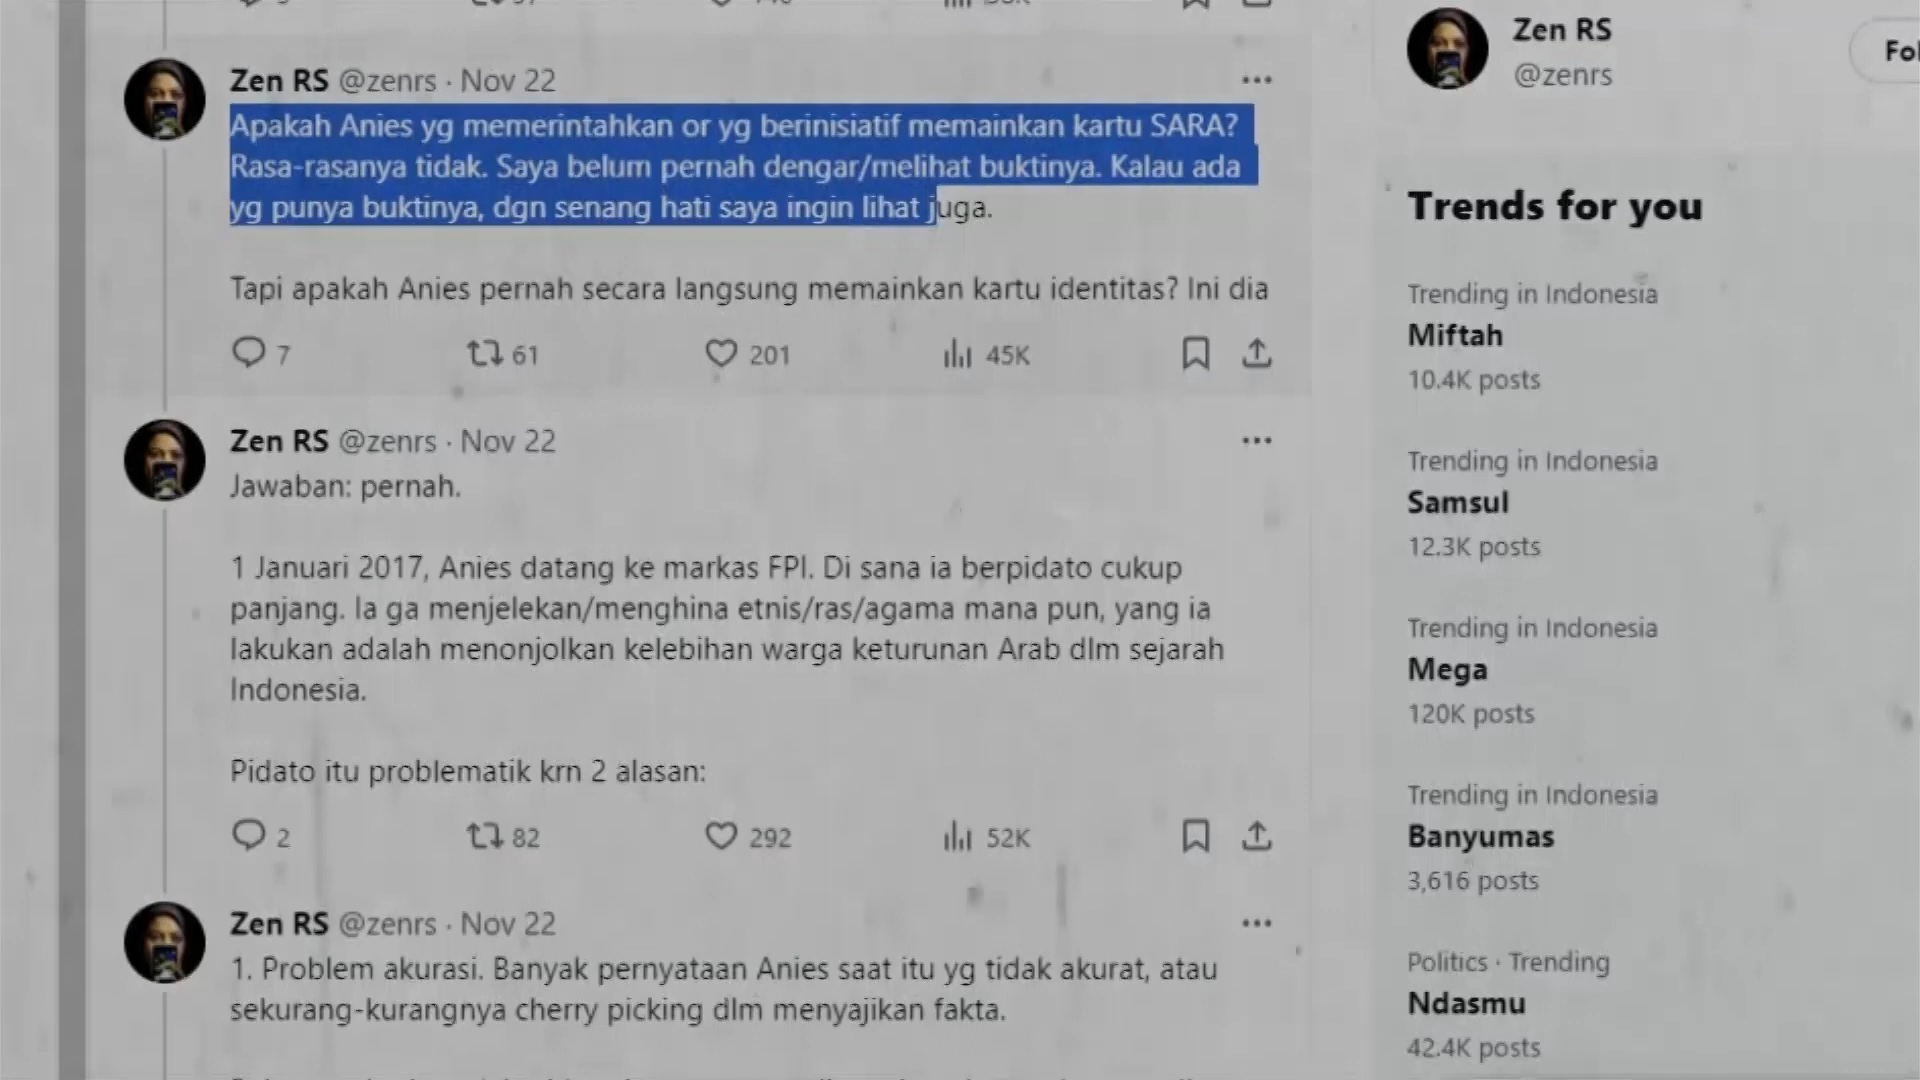 Zen RS @zenrs · Nov 22
Apakah Anies yg memerintahkan or yg berinisiatif memainkan kartu SARA?
Rasa-rasanya tidak. Saya belum pernah dengar/melihat buktinya. Kalau ada
yg punya buktinya, dgn senang hati saya ingin lihat juga.
Tapi apakah Anies pernah secara langsung memainkan kartu identitas? Ini dia
7 61 201 45K
Zen RS @zenrs · Nov 22
Jawaban: pernah.
1 Januari 2017, Anies datang ke markas FPI. Di sana ia berpidato cukup
panjang. Ia ga menjelekan/menghina etnis/ras/agama mana pun, yang ia
lakukan adalah menonjolkan kelebihan warga keturunan Arab dlm sejarah
Indonesia.
Pidato itu problematik krn 2 alasan:
2 82 292 52K
Zen RS @zenrs · Nov 22
1. Problem akurasi. Banyak pernyataan Anies saat itu yg tidak akurat, atau
sekurang-kurangnya cherry picking dlm menyajikan fakta.
Zen RS
@zenrs
Fol
Trends for you
Trending in Indonesia
Miftah
10.4K posts
Trending in Indonesia
Samsul
12.3K posts
Trending in Indonesia
Mega
120K posts
Trending in Indonesia
Banyumas
3,616 posts
Politics · Trending
Ndasmu
42.4K posts